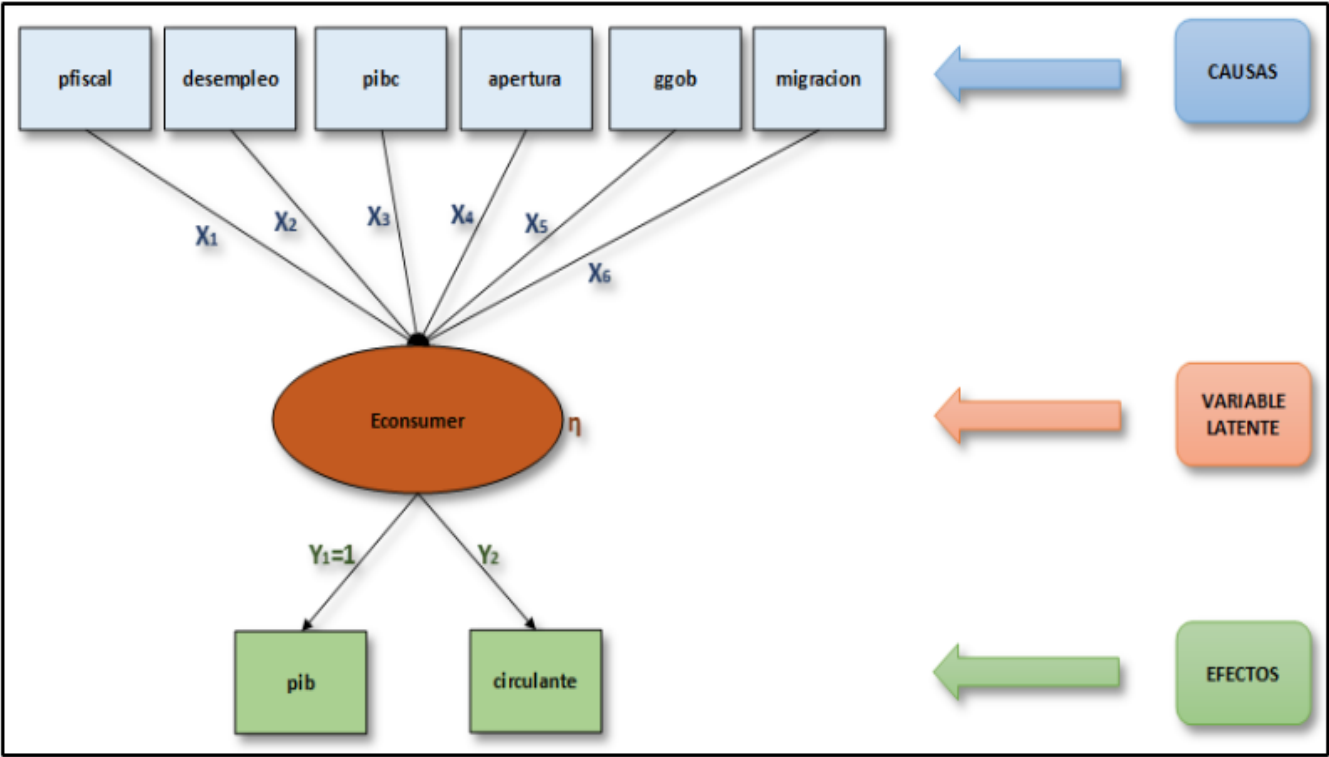 pfiscal
desempleo
pibc
apertura
ggob
migracion
CAUSAS
X₁
X₂
X₃
X₄
X₅
X₆
Econsumer
η
VARIABLE
LATENTE
Y₁=1
Y₂
pib
circulante
EFECTOS